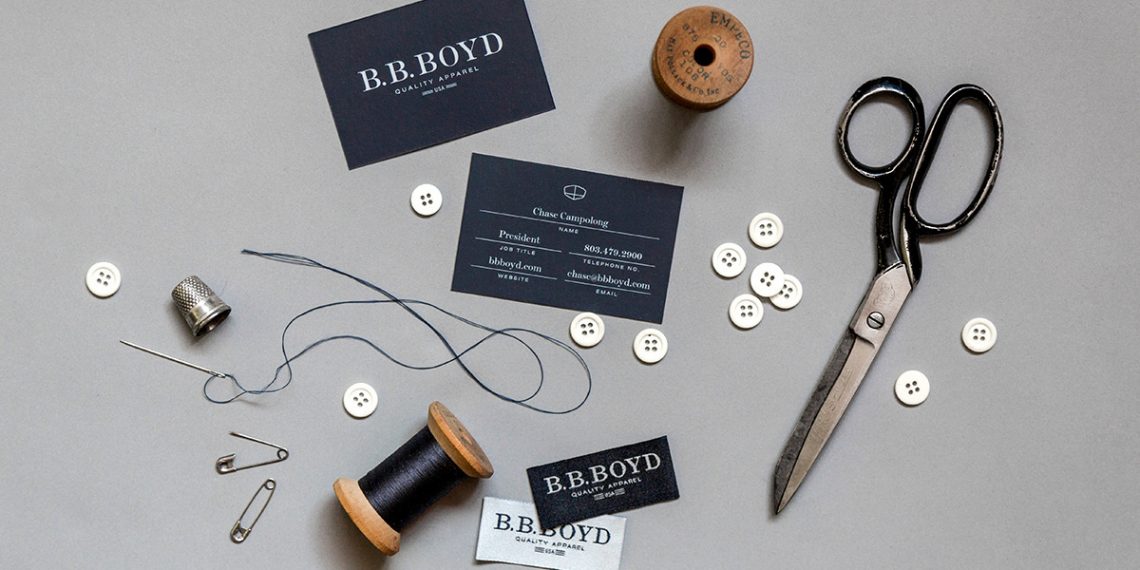 B.B.BOYD
QUALITY APPAREL
USA
EMPECO
Chase Campolong
NAME
President
JOB TITLE
803.479.2900
TELEPHONE NO.
bbboyd.com
WEBSITE
chase@bbboyd.com
EMAIL
B.B.BOYD
QUALITY APPAREL
USA
B.B.BOYD
QUALITY APPAREL
USA